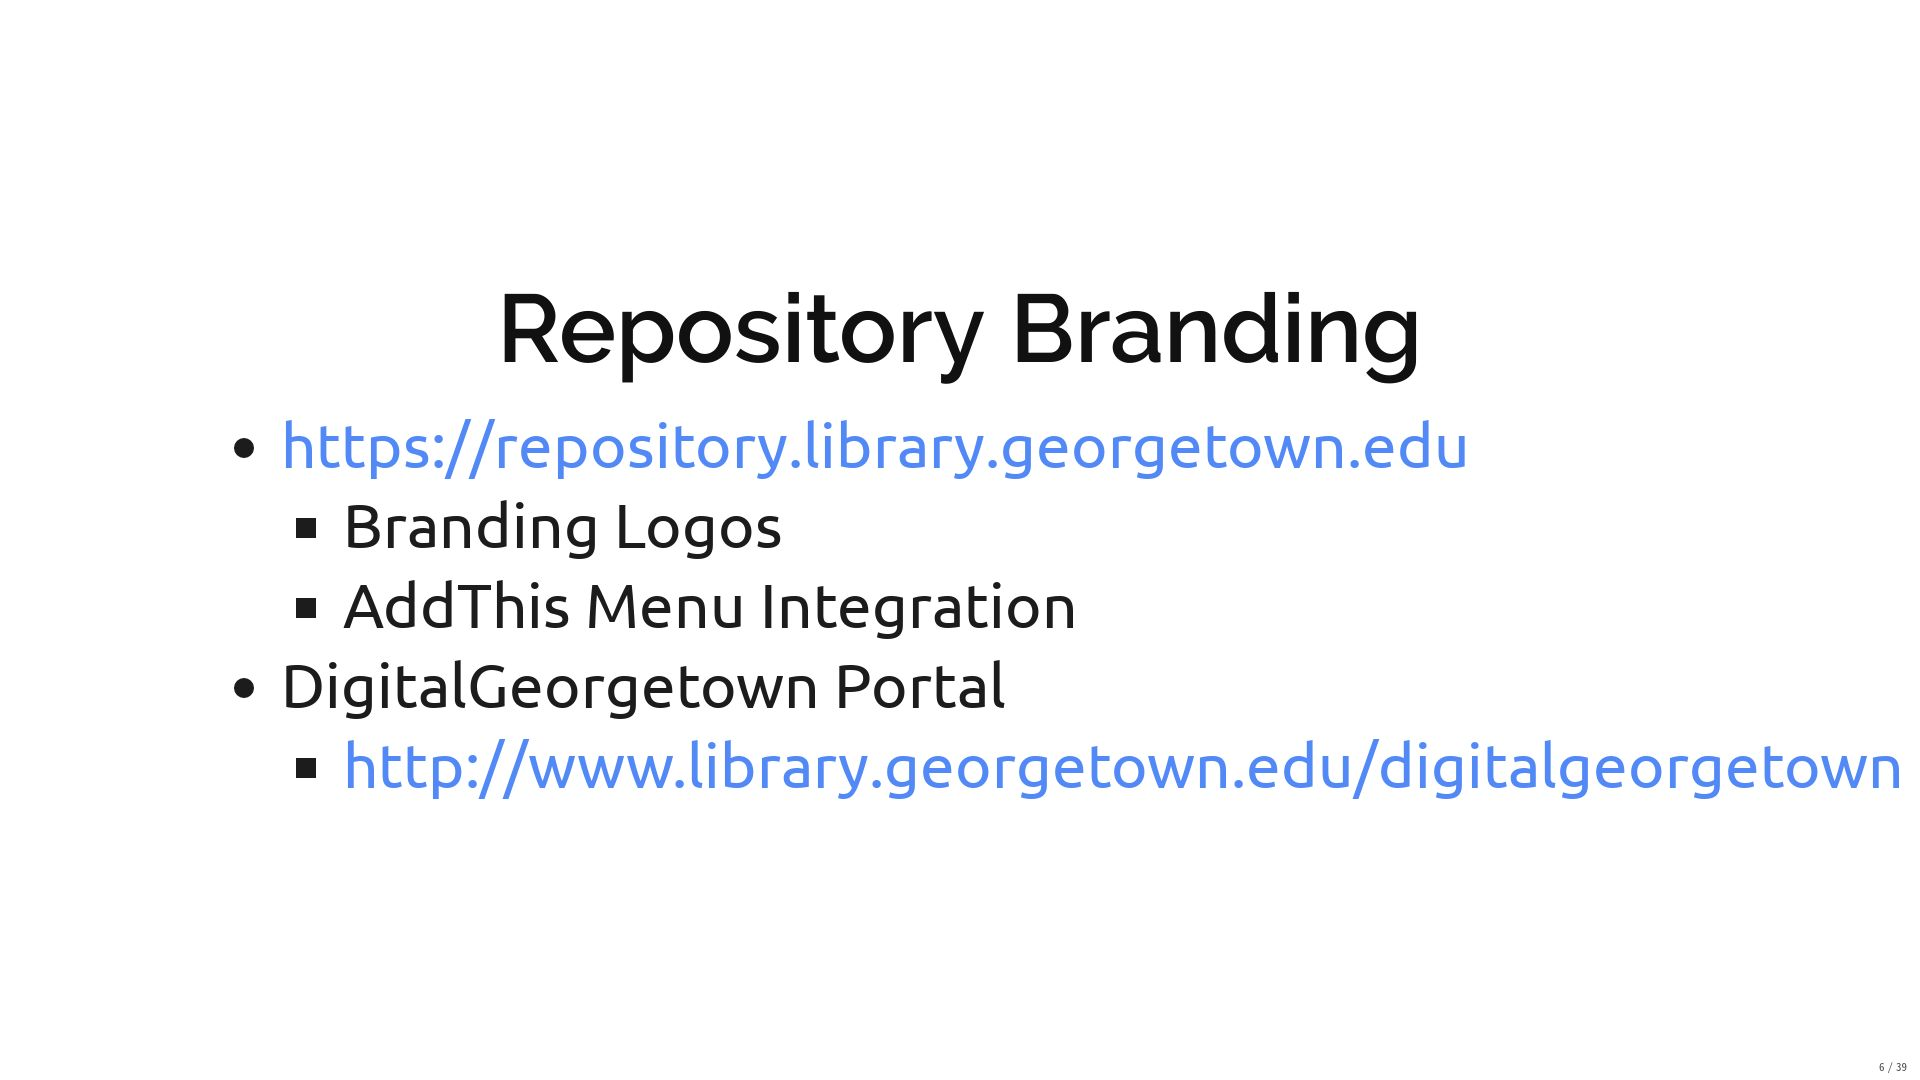 Repository Branding
https://repository.library.georgetown.edu
Branding Logos
AddThis Menu Integration
DigitalGeorgetown Portal
http://www.library.georgetown.edu/digitalgeorgetown
6 / 39